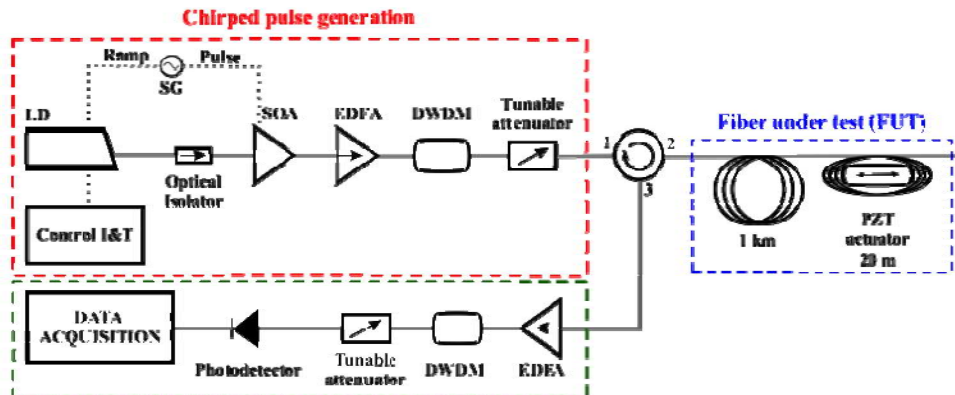 Chirped pulse generation
Ramp
Pulse
SG
LD
SOA
EDFA
DWDM
Tunable
attenuator
Optical
Isolator
Control I&T
1
2
3
Fiber under test (FUT)
1 km
PZT
actuator
20 m
DATA
ACQUISITION
Photodetector
Tunable
attenuator
DWDM
EDFA